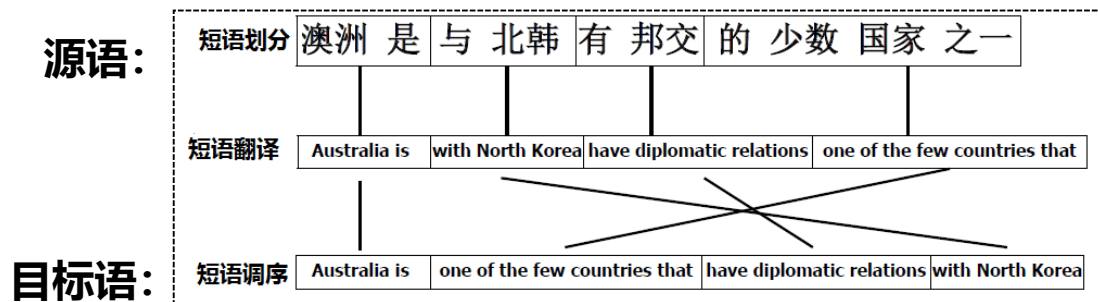 源语：
短语划分 澳洲 是 与 北韩 有 邦交 的 少数 国家 之一
短语翻译 Australia is with North Korea have diplomatic relations one of the few countries that
目标语：
短语调序 Australia is one of the few countries that have diplomatic relations with North Korea